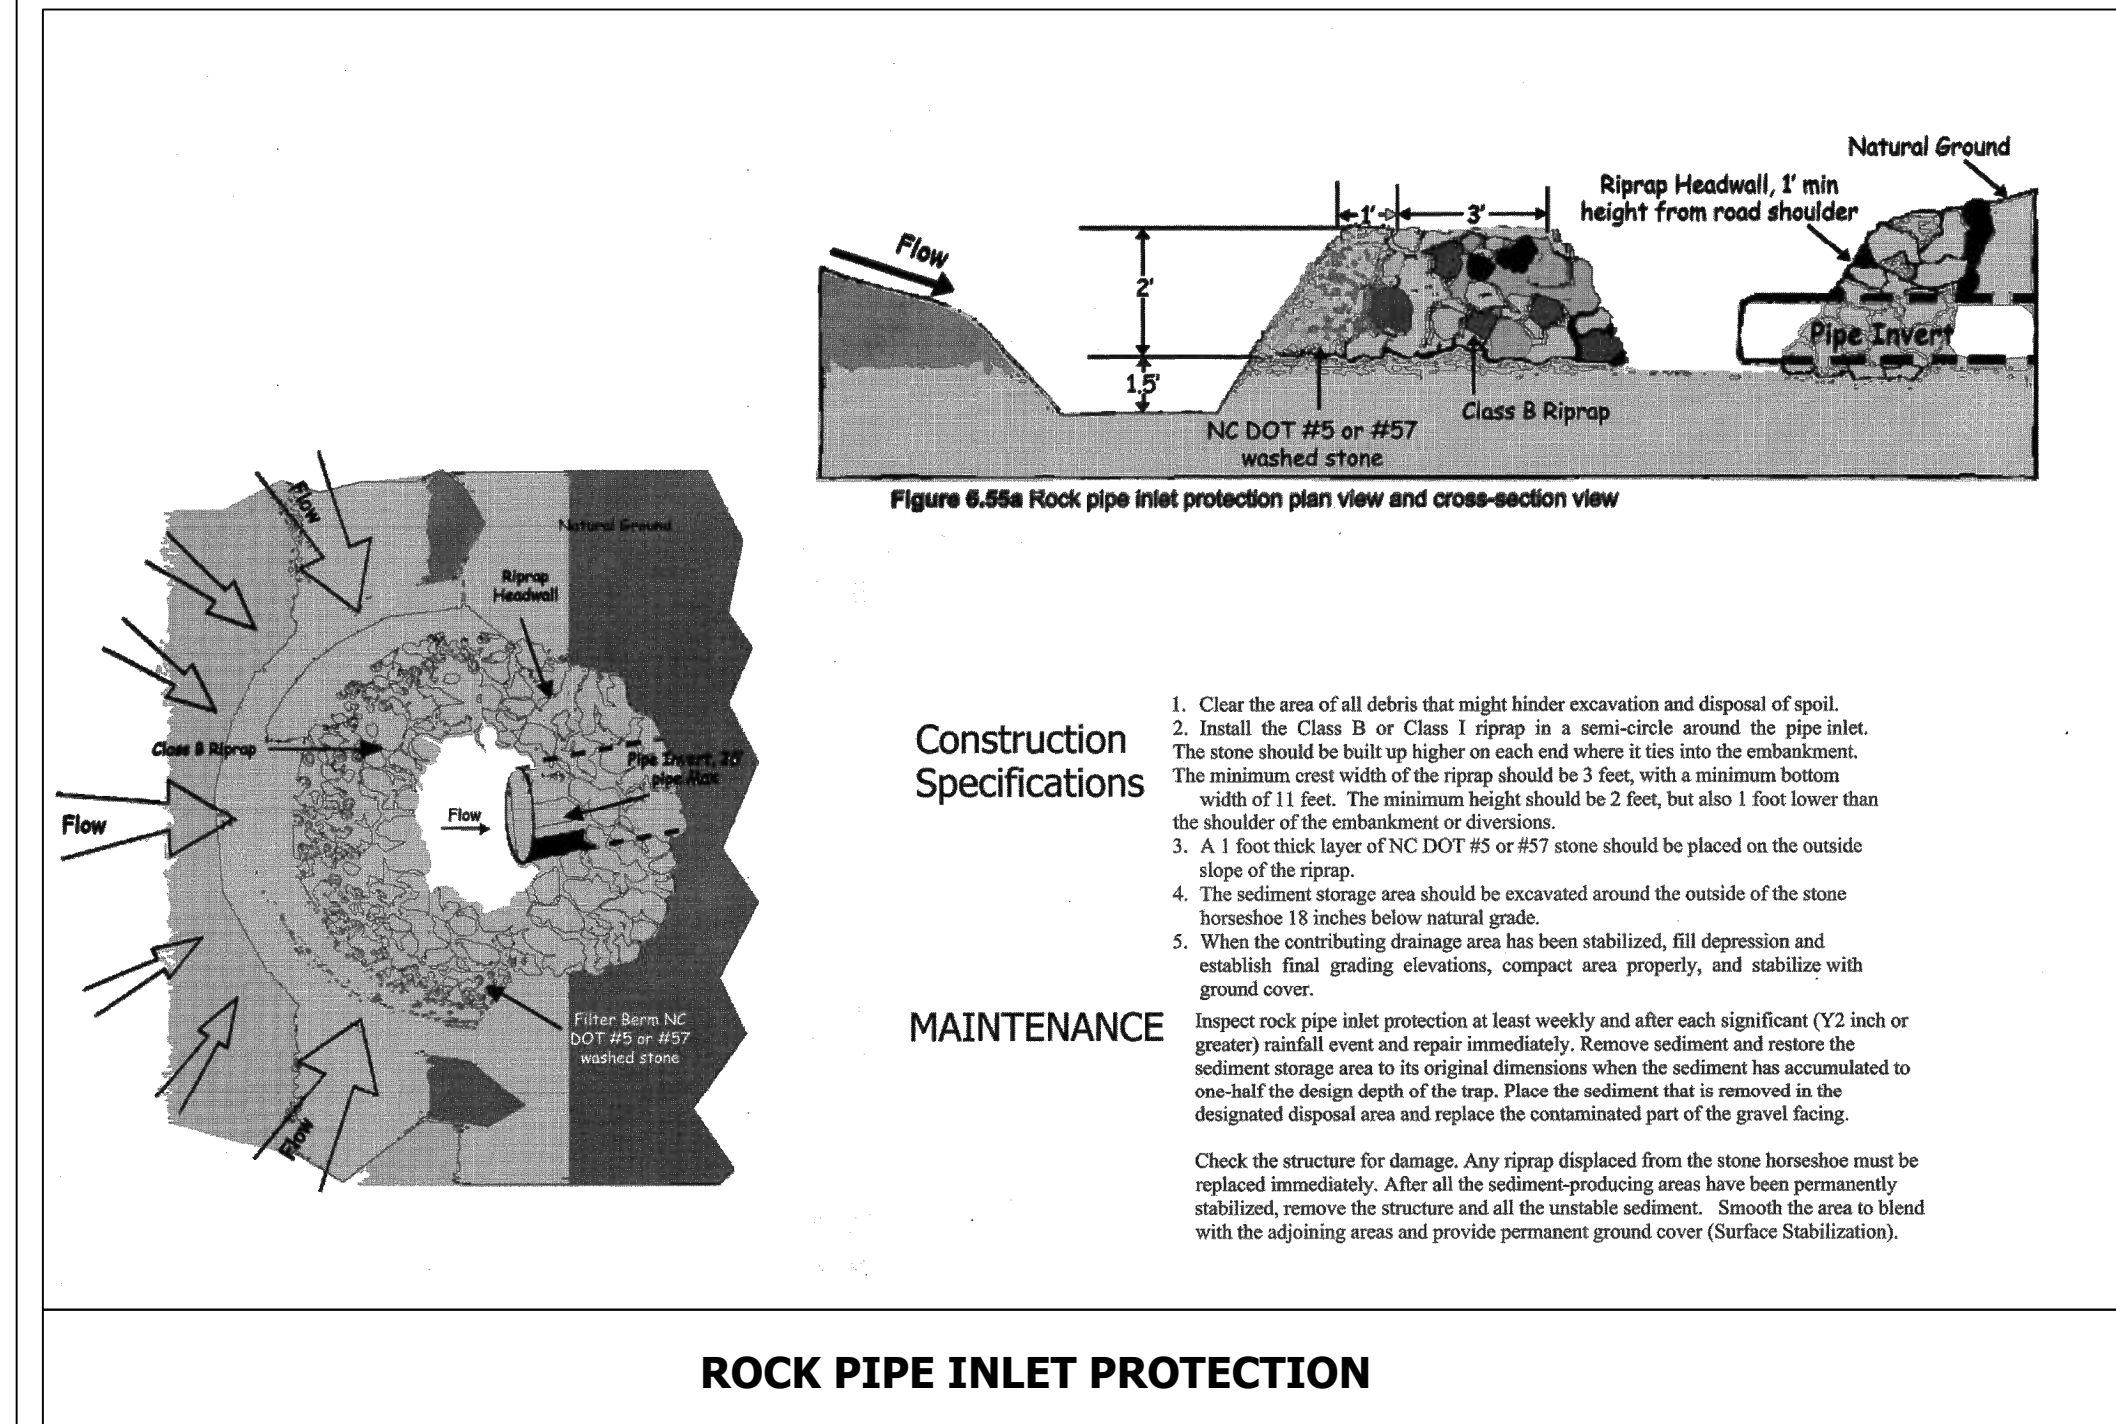 Natural Ground
Riprap Headwall, 1' min
height from road shoulder
Flow
1'
3'
2'
1.5'
Pipe Invert
Class B Riprap
NC DOT #5 or #57
washed stone
Figure 6.55a Rock pipe inlet protection plan view and cross-section view
Flow
Natural Ground
Riprap
Headwall
Class B Riprap
Pipe Invert,
pipe Max
Flow
Flow
Filter Berm NC
DOT #5 or #57
washed stone
Flow
Construction
Specifications
1. Clear the area of all debris that might hinder excavation and disposal of spoil.
2. Install the Class B or Class I riprap in a semi-circle around the pipe inlet.
The stone should be built up higher on each end where it ties into the embankment.
The minimum crest width of the riprap should be 3 feet, with a minimum bottom
width of 11 feet. The minimum height should be 2 feet, but also 1 foot lower than
the shoulder of the embankment or diversions.
3. A 1 foot thick layer of NC DOT #5 or #57 stone should be placed on the outside
slope of the riprap.
4. The sediment storage area should be excavated around the outside of the stone
horseshoe 18 inches below natural grade.
5. When the contributing drainage area has been stabilized, fill depression and
establish final grading elevations, compact area properly, and stabilize with
ground cover.
MAINTENANCE
Inspect rock pipe inlet protection at least weekly and after each significant (Y2 inch or
greater) rainfall event and repair immediately. Remove sediment and restore the
sediment storage area to its original dimensions when the sediment has accumulated to
one-half the design depth of the trap. Place the sediment that is removed in the
designated disposal area and replace the contaminated part of the gravel facing.
Check the structure for damage. Any riprap displaced from the stone horseshoe must be
replaced immediately. After all the sediment-producing areas have been permanently
stabilized, remove the structure and all the unstable sediment. Smooth the area to blend
with the adjoining areas and provide permanent ground cover (Surface Stabilization).
ROCK PIPE INLET PROTECTION